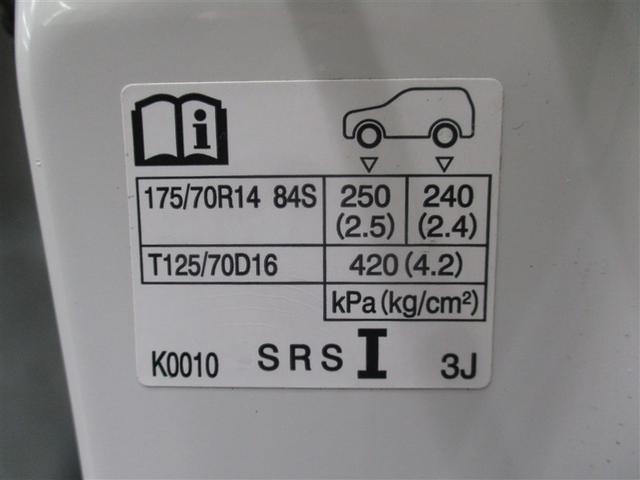 i
175/70R14 84S 250 (2.5) 240 (2.4)
T125/70D16 420 (4.2)
kPa (kg/cm²)
K0010 SRS I 3J